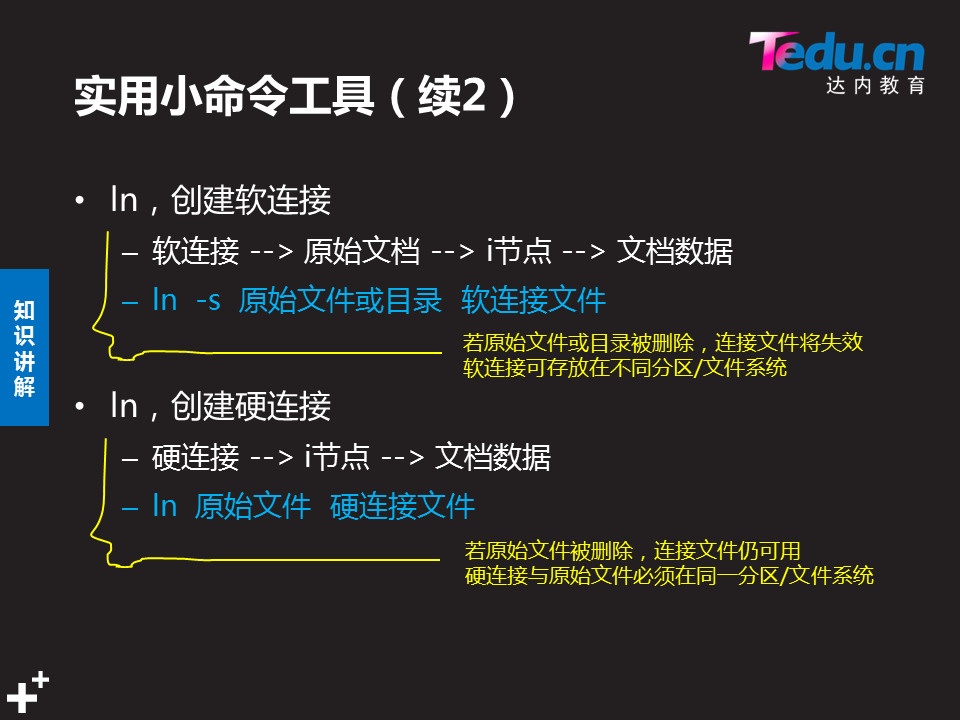 Tedu.cn
达内教育
实用小命令工具（续2）
• ln，创建软连接
– 软连接 --> 原始文档 --> i节点 --> 文档数据
– ln -s 原始文件或目录 软连接文件
若原始文件或目录被删除，连接文件将失效
软连接可存放在不同分区/文件系统
知识讲解
• ln，创建硬连接
– 硬连接 --> i节点 --> 文档数据
– ln 原始文件 硬连接文件
若原始文件被删除，连接文件仍可用
硬连接与原始文件必须在同一分区/文件系统